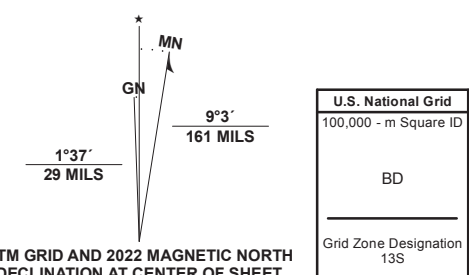 ★
MN
GN
9°3´
161 MILS
1°37´
29 MILS
TM GRID AND 2022 MAGNETIC NORTH
DECLINATION AT CENTER OF SHEET
U.S. National Grid
100,000 - m Square ID
BD
Grid Zone Designation
13S